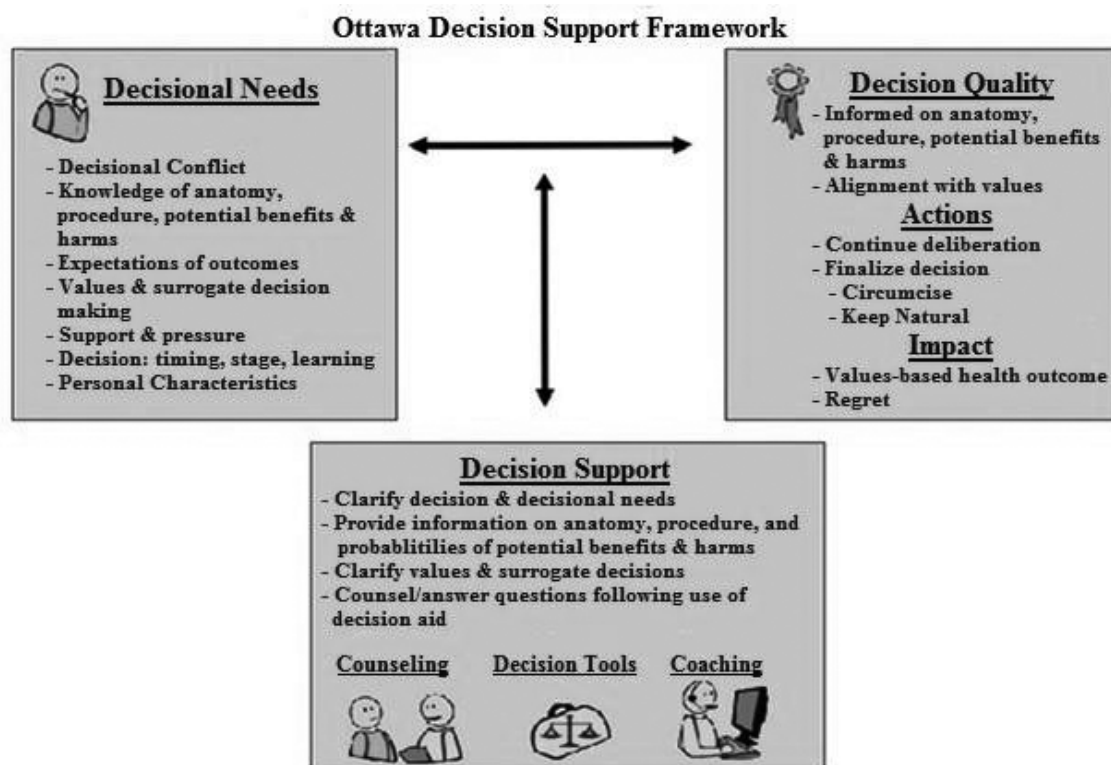 Ottawa Decision Support Framework
Decisional Needs
- Decisional Conflict
- Knowledge of anatomy,
procedure, potential benefits &
harms
- Expectations of outcomes
- Values & surrogate decision
making
- Support & pressure
- Decision: timing, stage, learning
- Personal Characteristics
Decision Quality
- Informed on anatomy,
procedure, potential benefits
& harms
- Alignment with values
Actions
- Continue deliberation
- Finalize decision
- Circumcise
- Keep Natural
Impact
- Values-based health outcome
- Regret
Decision Support
- Clarify decision & decisional needs
- Provide information on anatomy, procedure, and
probablitilies of potential benefits & harms
- Clarify values & surrogate decisions
- Counsel/answer questions following use of
decision aid
Counseling
Decision Tools
Coaching